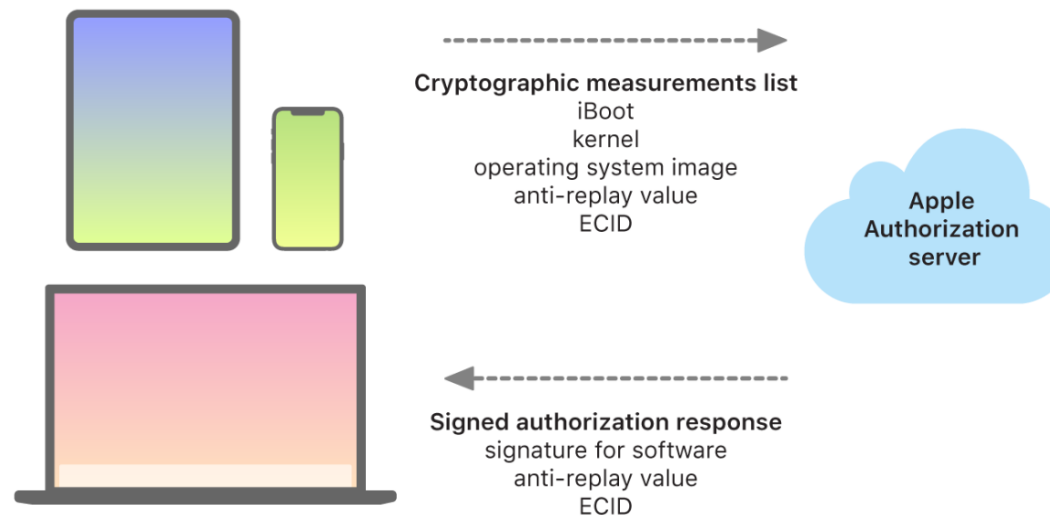 Cryptographic measurements list
iBoot
kernel
operating system image
anti-replay value
ECID
Apple
Authorization
server
Signed authorization response
signature for software
anti-replay value
ECID